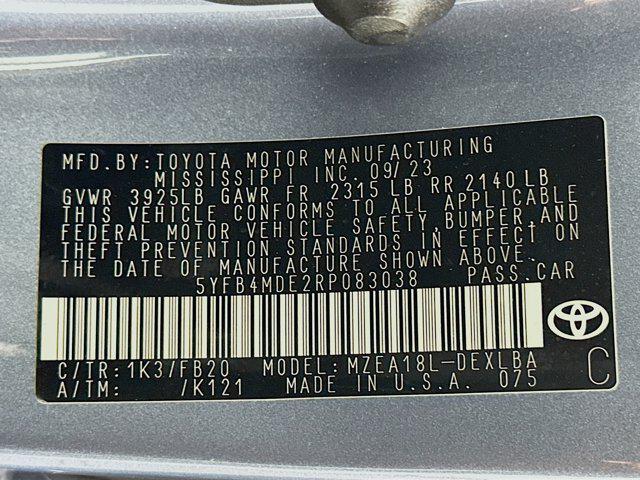 MFD.BY:TOYOTA MOTOR MANUFACTURING
MISSISSIPPI INC. 09/23
GVWR 3925LB GAWR FR 2315 LB RR 2140 LB
THIS VEHICLE CONFORMS TO ALL APPLICABLE
FEDERAL MOTOR VEHICLE SAFETY,BUMPER,AND
THEFT PREVENTION STANDARDS IN EFFECT ON
THE DATE OF MANUFACTURE SHOWN ABOVE.
5YFB4MDE2RP083038 PASS.CAR
C/TR:1K3/FB20 MODEL:MZEA18L-DEXLBA
A/TM: /K121 MADE IN U.S.A. 075
C